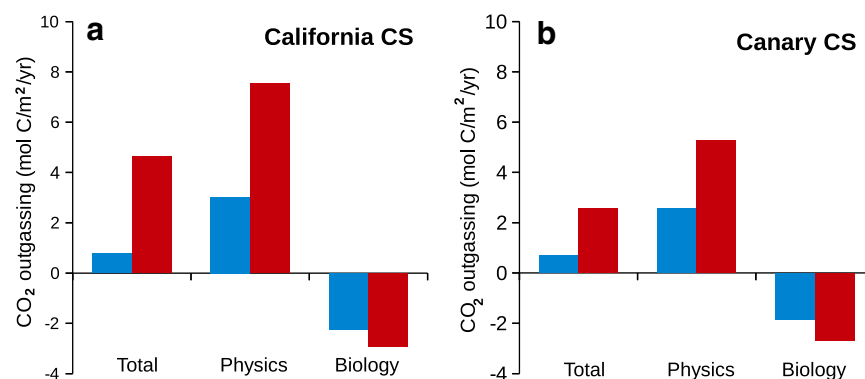 a
California CS
CO2 outgassing (mol C/m2/yr)
10
8
6
4
2
0
-2
-4
Total
Physics
Biology
b
Canary CS
CO2 outgassing (mol C/m2/yr)
10
8
6
4
2
0
-2
-4
Total
Physics
Biology